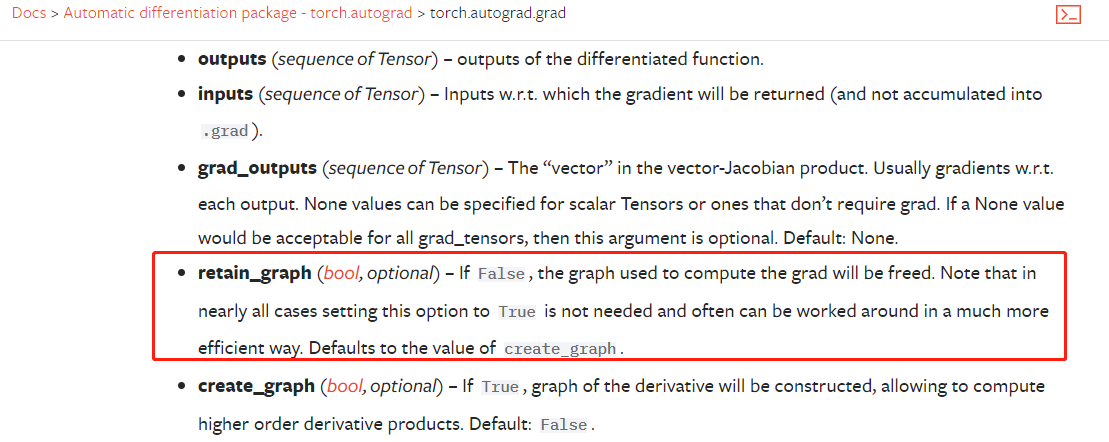 Docs > Automatic differentiation package - torch.autograd > torch.autograd.grad
• outputs (sequence of Tensor) – outputs of the differentiated function.
• inputs (sequence of Tensor) – Inputs w.r.t. which the gradient will be returned (and not accumulated into
.grad ).
• grad_outputs (sequence of Tensor) – The “vector” in the vector-Jacobian product. Usually gradients w.r.t.
each output. None values can be specified for scalar Tensors or ones that don’t require grad. If a None value
would be acceptable for all grad_tensors, then this argument is optional. Default: None.
• retain_graph (bool, optional) – If False , the graph used to compute the grad will be freed. Note that in
nearly all cases setting this option to True is not needed and often can be worked around in a much more
efficient way. Defaults to the value of create_graph .
• create_graph (bool, optional) – If True , graph of the derivative will be constructed, allowing to compute
higher order derivative products. Default: False .